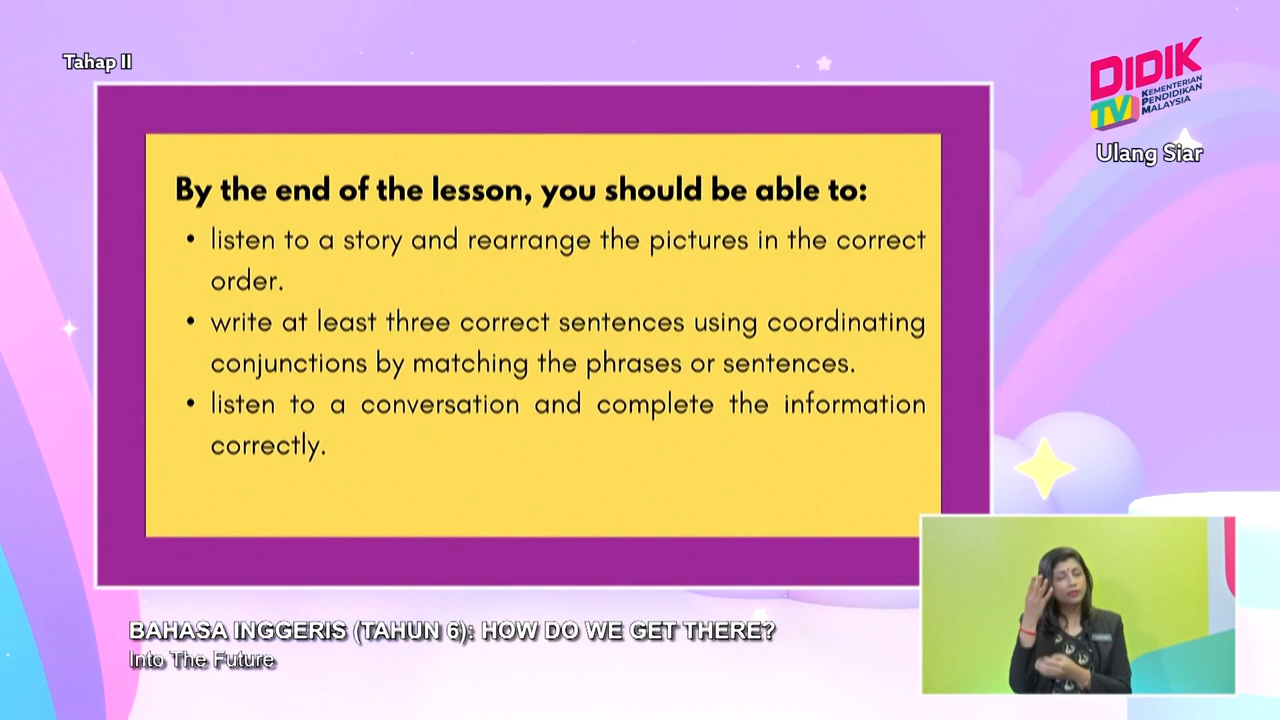 Tahap II
DIDIK
TV
KEMENTERIAN
PENDIDIKAN
MALAYSIA
Ulang Siar
By the end of the lesson, you should be able to:
• listen to a story and rearrange the pictures in the correct
order.
• write at least three correct sentences using coordinating
conjunctions by matching the phrases or sentences.
• listen to a conversation and complete the information
correctly.
BAHASA INGGERIS (TAHUN 6): HOW DO WE GET THERE?
Into The Future